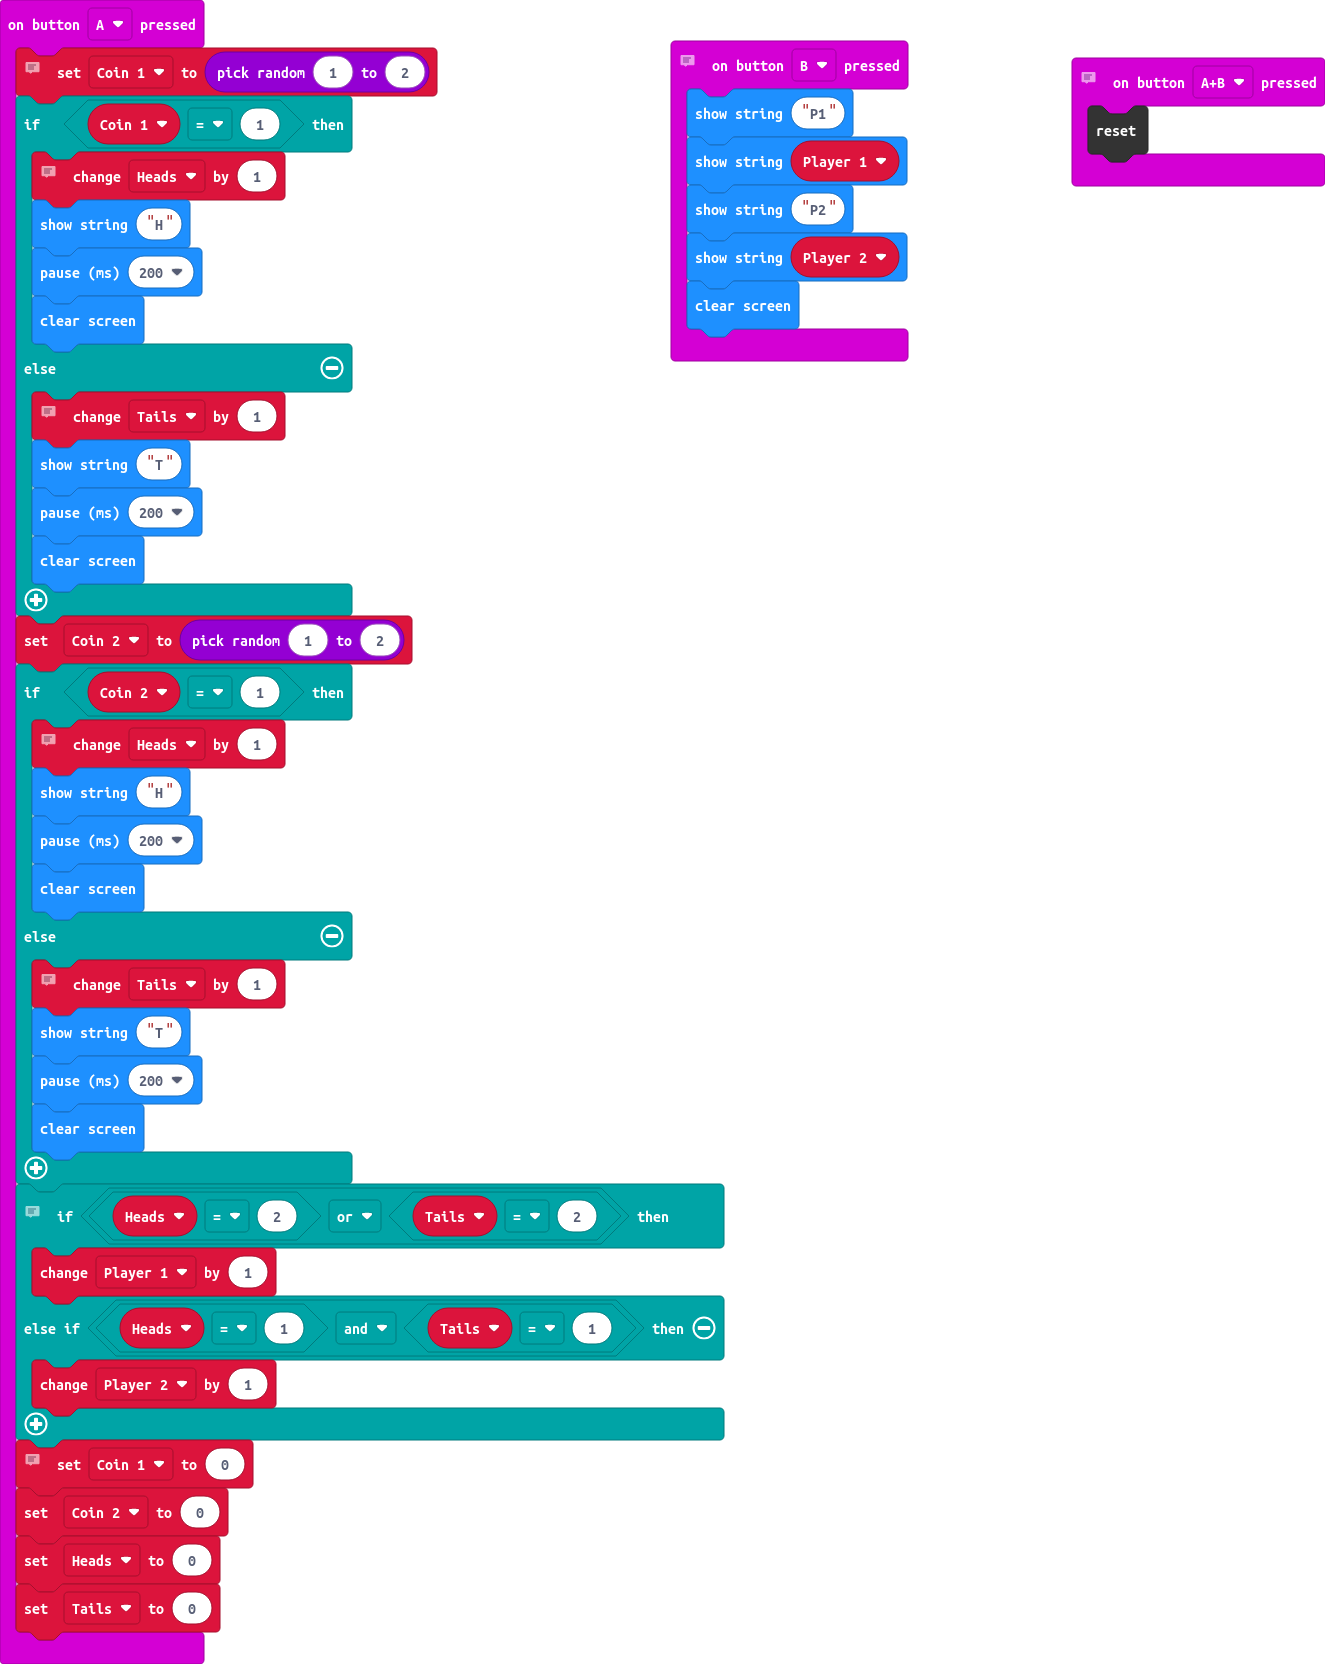 on button A pressed
set Coin 1 to pick random 1 to 2
if Coin 1 = 1 then
change Heads by 1
show string "H"
pause (ms) 200
clear screen
else
change Tails by 1
show string "T"
pause (ms) 200
clear screen
set Coin 2 to pick random 1 to 2
if Coin 2 = 1 then
change Heads by 1
show string "H"
pause (ms) 200
clear screen
else
change Tails by 1
show string "T"
pause (ms) 200
clear screen
if Heads = 2 or Tails = 2 then
change Player 1 by 1
else if Heads = 1 and Tails = 1 then
change Player 2 by 1
set Coin 1 to 0
set Coin 2 to 0
set Heads to 0
set Tails to 0
on button B pressed
show string "P1"
show string Player 1
show string "P2"
show string Player 2
clear screen
on button A+B pressed
reset